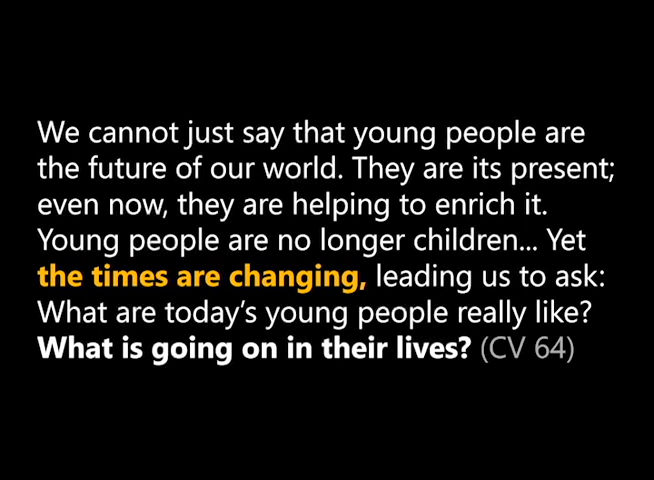 We cannot just say that young people are
the future of our world. They are its present;
even now, they are helping to enrich it.
Young people are no longer children... Yet
the times are changing, leading us to ask:
What are today’s young people really like?
What is going on in their lives? (CV 64)